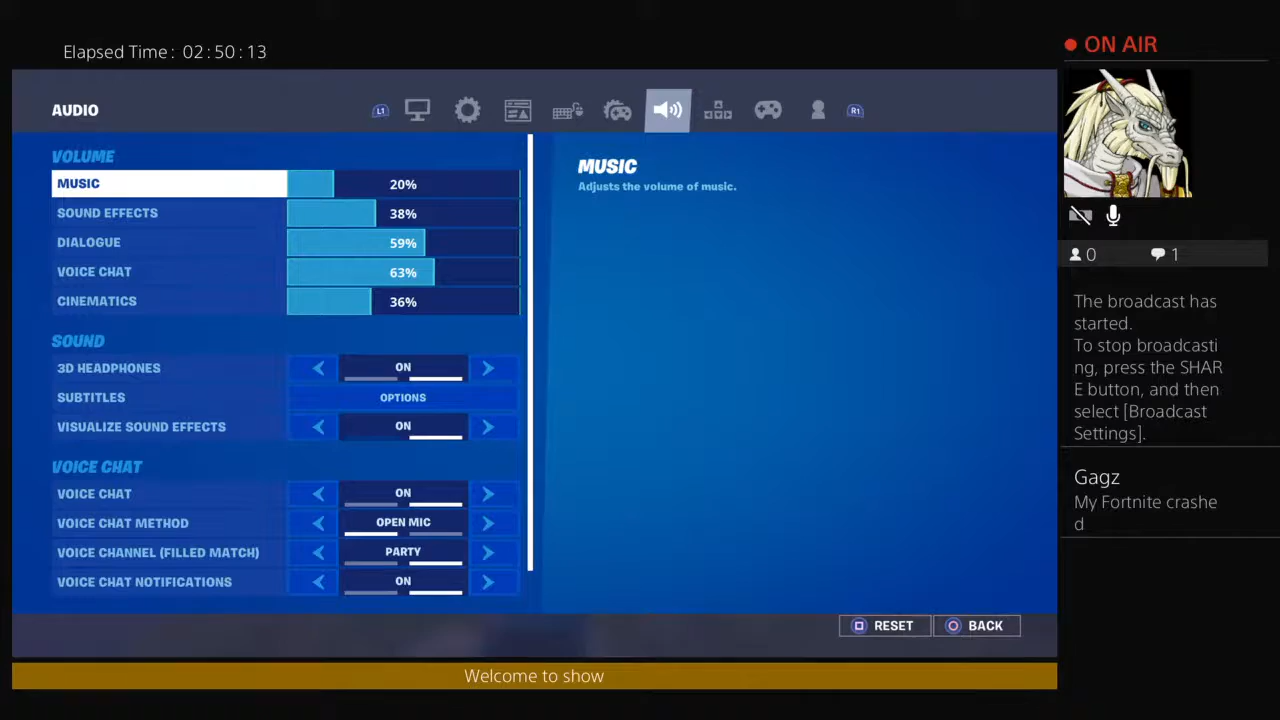 Elapsed Time: 02:50:13
ON AIR
AUDIO
L1
R1
VOLUME
MUSIC
20%
SOUND EFFECTS
38%
DIALOGUE
59%
VOICE CHAT
63%
CINEMATICS
36%
SOUND
3D HEADPHONES
ON
SUBTITLES
OPTIONS
VISUALIZE SOUND EFFECTS
ON
VOICE CHAT
VOICE CHAT
ON
VOICE CHAT METHOD
OPEN MIC
VOICE CHANNEL (FILLED MATCH)
PARTY
VOICE CHAT NOTIFICATIONS
ON
MUSIC
Adjusts the volume of music.
RESET
BACK
0
1
The broadcast has
started.
To stop broadcasti
ng, press the SHAR
E button, and then
select [Broadcast
Settings].
Gagz
My Fortnite crashe
d
Welcome to show